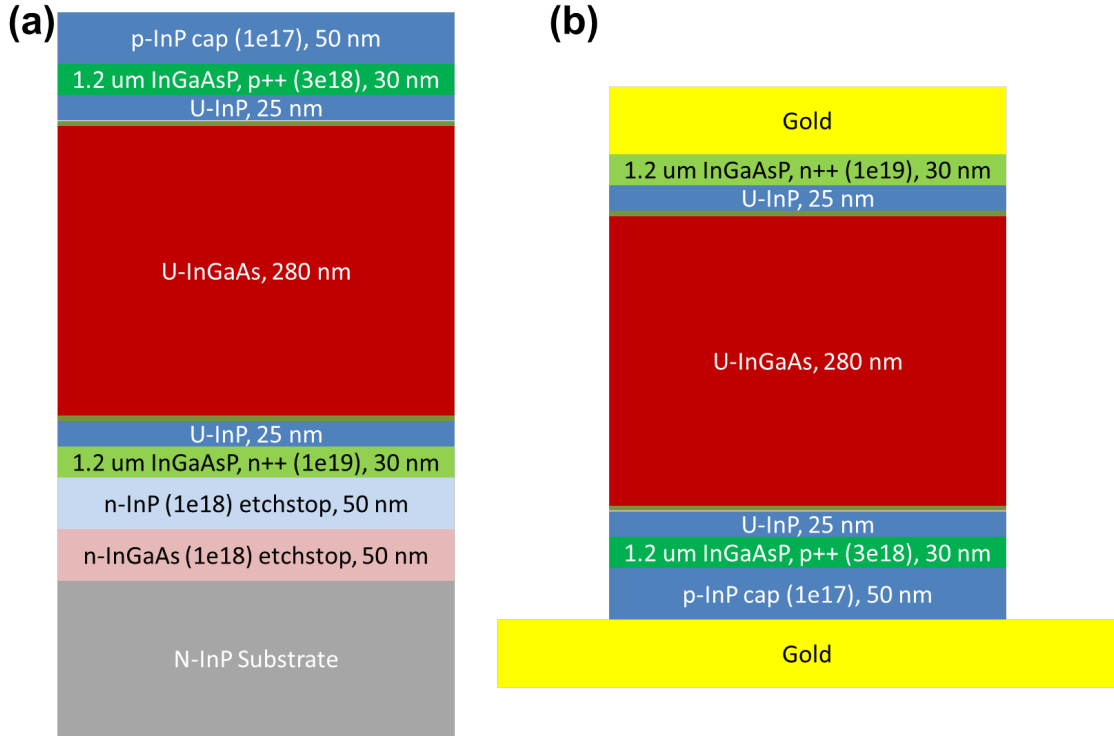 (a)
p-InP cap (1e17), 50 nm
1.2 um InGaAsP, p++ (3e18), 30 nm
U-InP, 25 nm
U-InGaAs, 280 nm
U-InP, 25 nm
1.2 um InGaAsP, n++ (1e19), 30 nm
n-InP (1e18) etchstop, 50 nm
n-InGaAs (1e18) etchstop, 50 nm
N-InP Substrate
(b)
Gold
1.2 um InGaAsP, n++ (1e19), 30 nm
U-InP, 25 nm
U-InGaAs, 280 nm
U-InP, 25 nm
1.2 um InGaAsP, p++ (3e18), 30 nm
p-InP cap (1e17), 50 nm
Gold